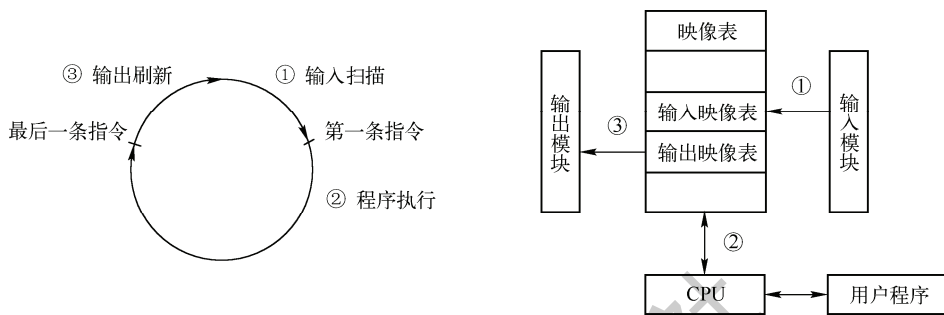 ③ 输出刷新
① 输入扫描
最后一条指令
第一条指令
② 程序执行
映像表
输入映像表
输出映像表
输出模块
③
①
输入模块
②
CPU
用户程序